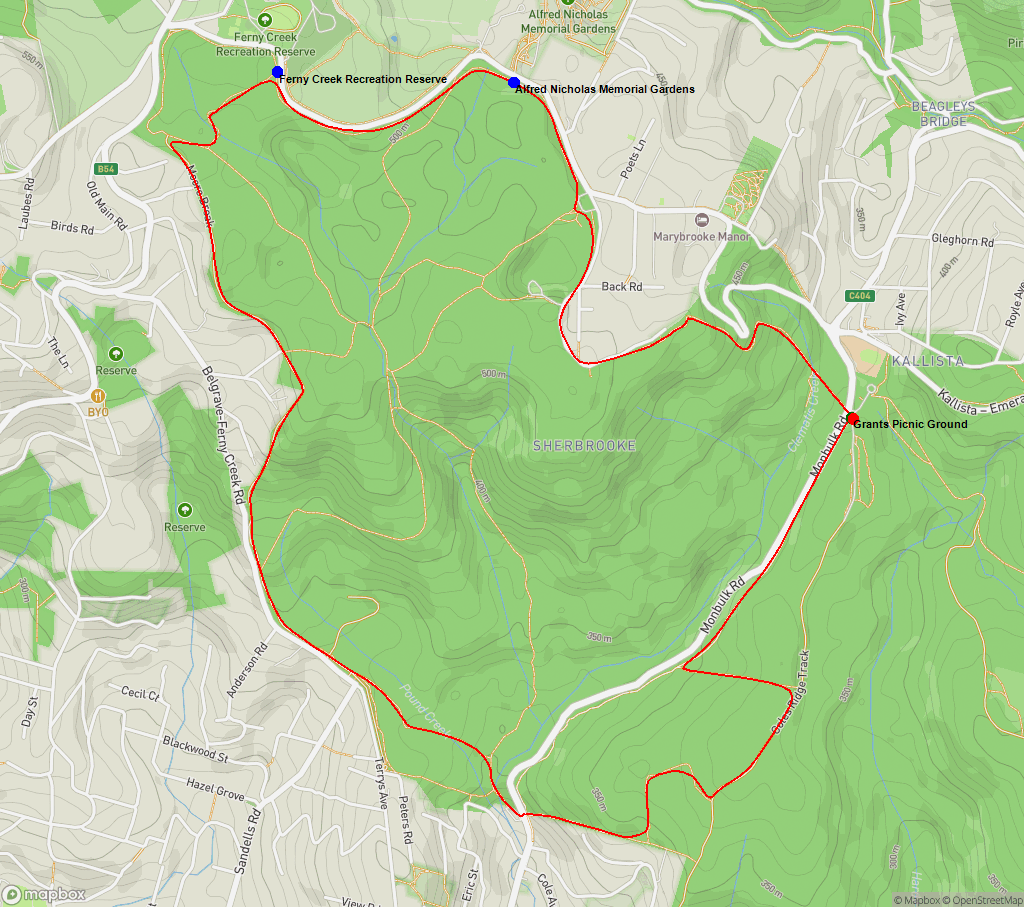 Alfred Nicholas
Memorial Gardens
Ferny Creek
Recreation Reserve
550 m
Ferny Creek Recreation Reserve
Alfred Nicholas Memorial Gardens
450 m
BEAGLEYS
BRIDGE
500 m
Poets Ln
B54
Laubes Rd
Old Main Rd
Birds Rd
Moores Break
350 m
Marybrooke Manor
Gleghorn Rd
400 m
450 m
Back Rd
C404
Ivy Ave
Royle Ave
The Ln
Reserve
BYO
500 m
KALLISTA
Kallista – Emera
Belgrave-Ferny Creek Rd
Clematis Creek
Grants Picnic Ground
SHERBROOKE
Monbulk Rd
400 m
Reserve
300 m
Monbulk Rd
350 m
Anderson Rd
Coles Ridge Track
350 m
Cecil Ct
Day St
Pound Creek
Blackwood St
Hazel Grove
Terrys Ave
Peters Rd
350 m
Sandells Rd
300 m
Eric St
350 m
View Rd
mapbox
© Mapbox © OpenStreetMap